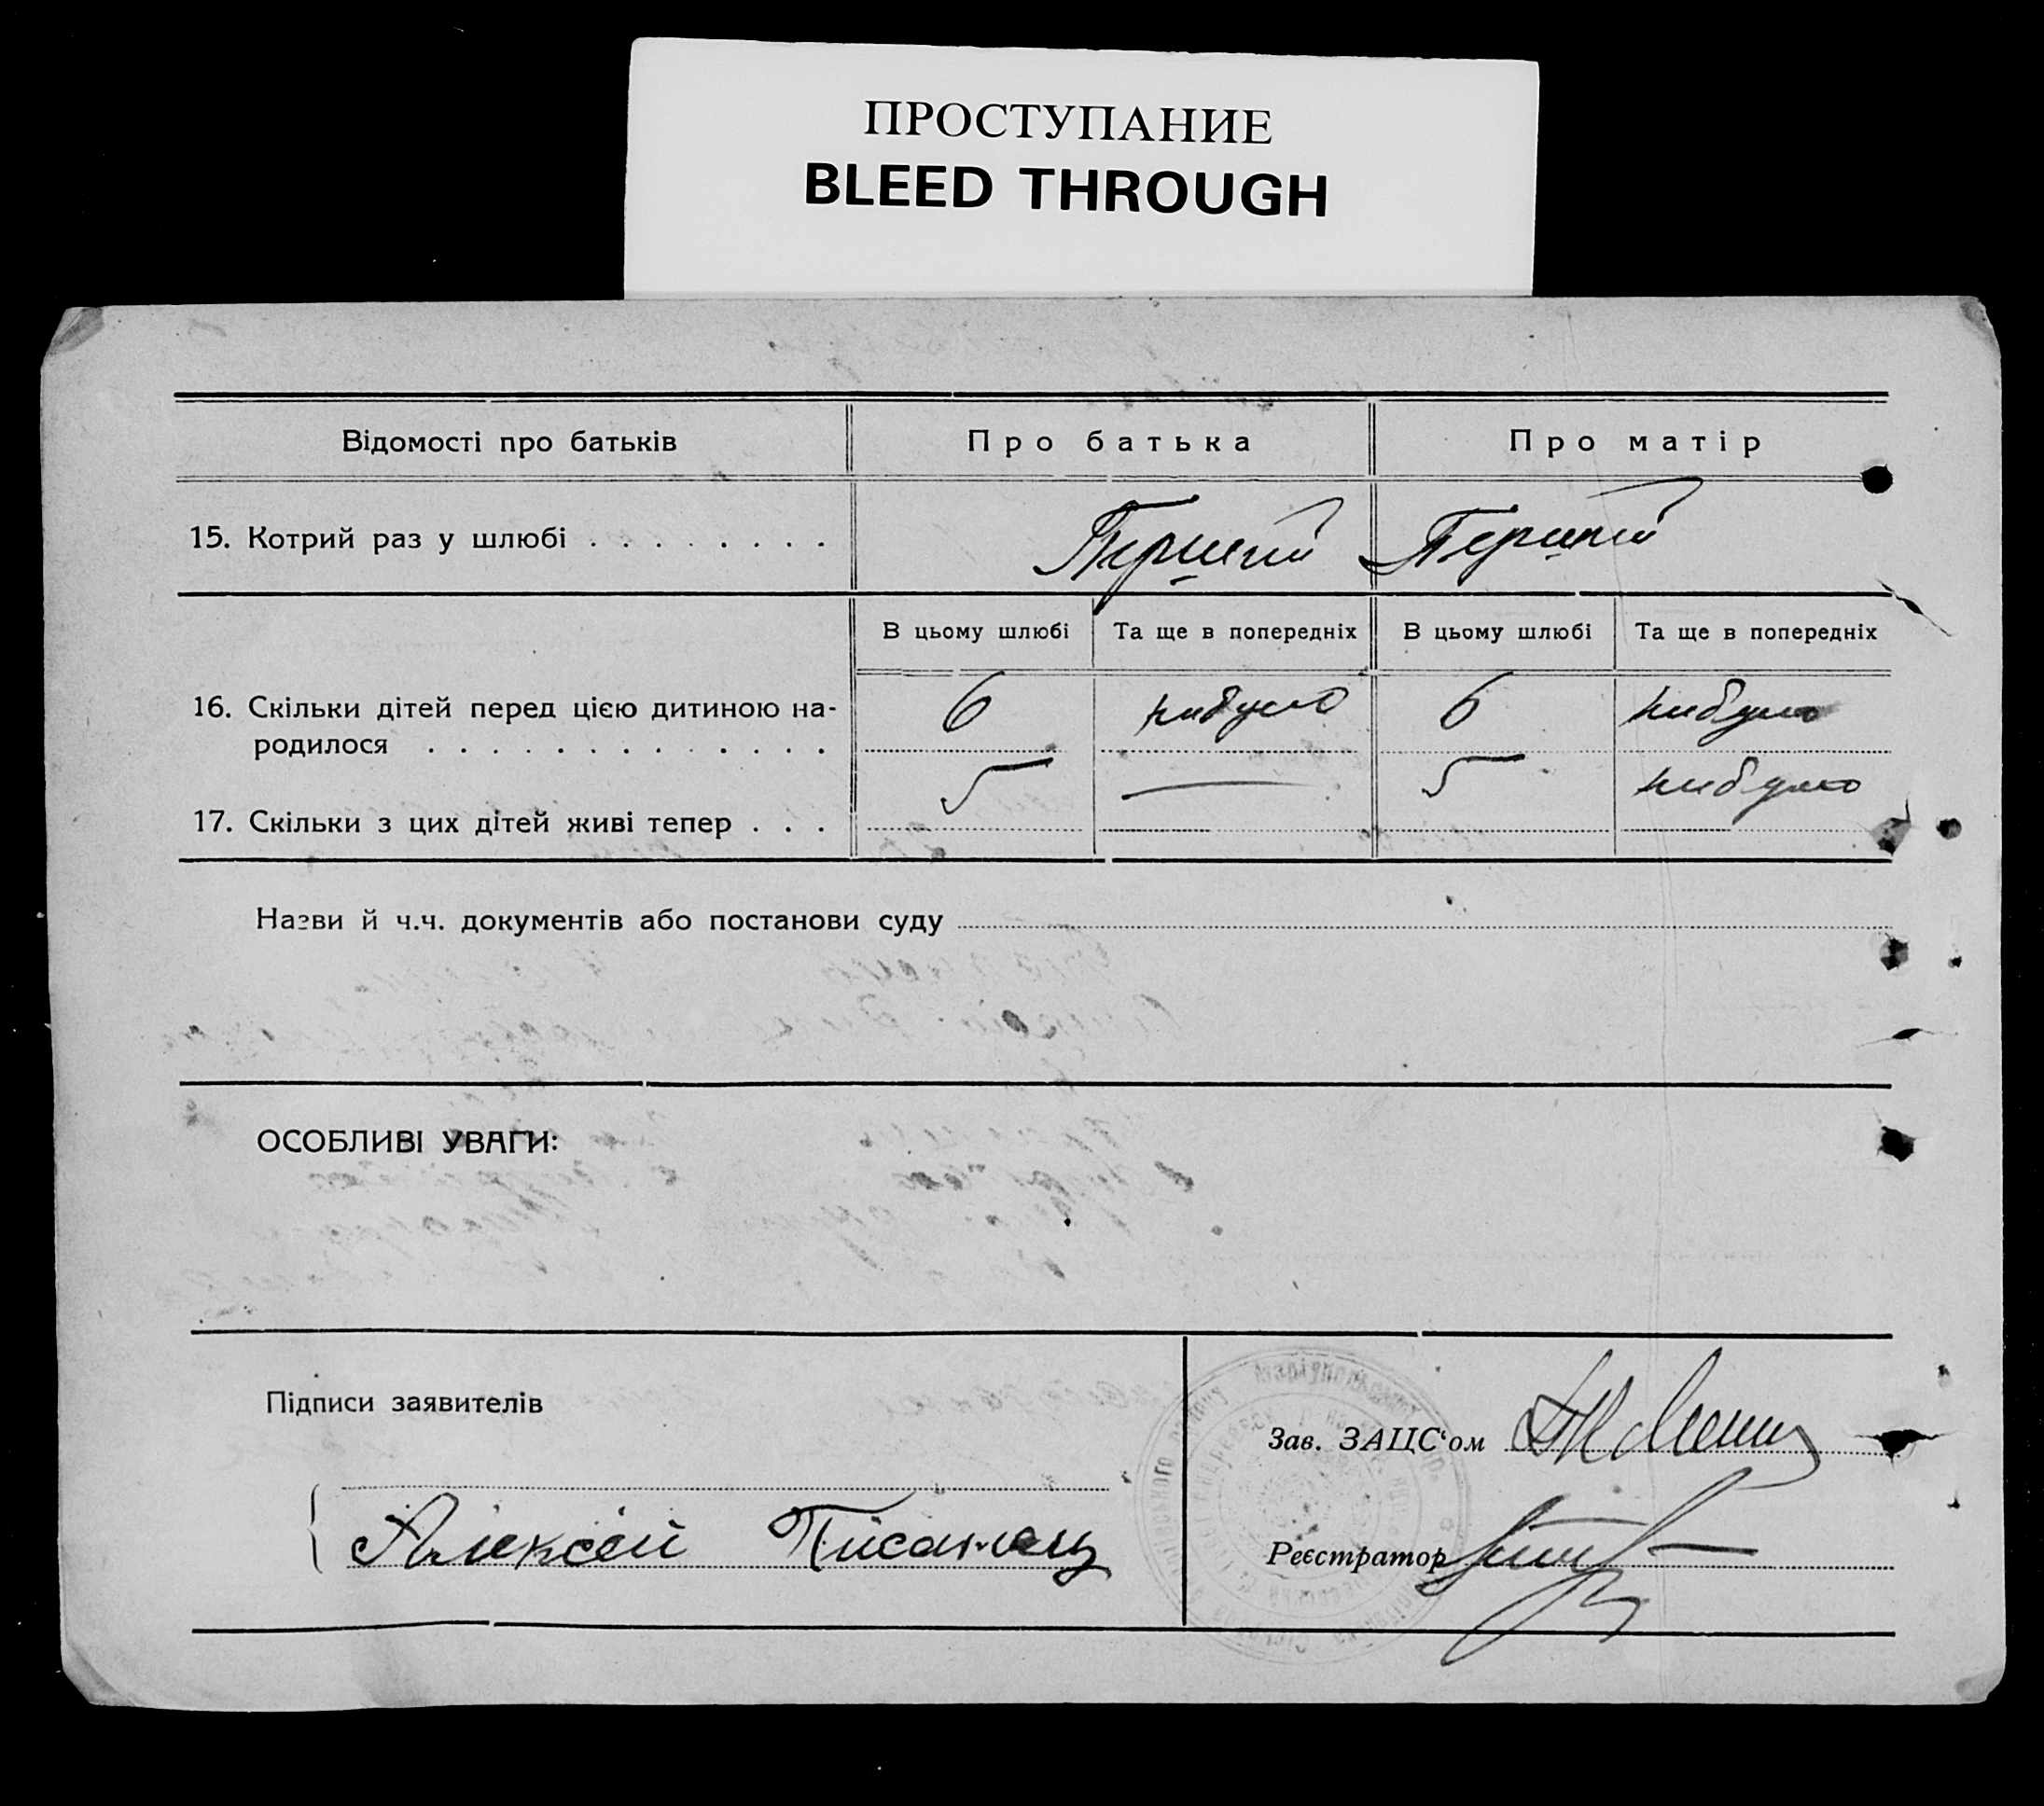 ПРОСТУПАНИЕ
BLEED THROUGH
Відомості про батьків Про батька Про матір
15. Котрий раз у шлюбі . . . . . . . . Перший Перший
В цьому шлюбі Та ще в попередніх В цьому шлюбі Та ще в попередніх
16. Скільки дітей перед цією дитиною на- 6 нибуло 6 нибуло
родилося . . . . . . . . . . . . .
17. Скільки з цих дітей живі тепер . . . 5 — 5 нибуло
Назви й ч.ч. документів або постанови суду
ОСОБЛИВІ УВАГИ:
Підписи заявителів
Зав. ЗАЦС'ом
Алексей Писанец
Реєстратор